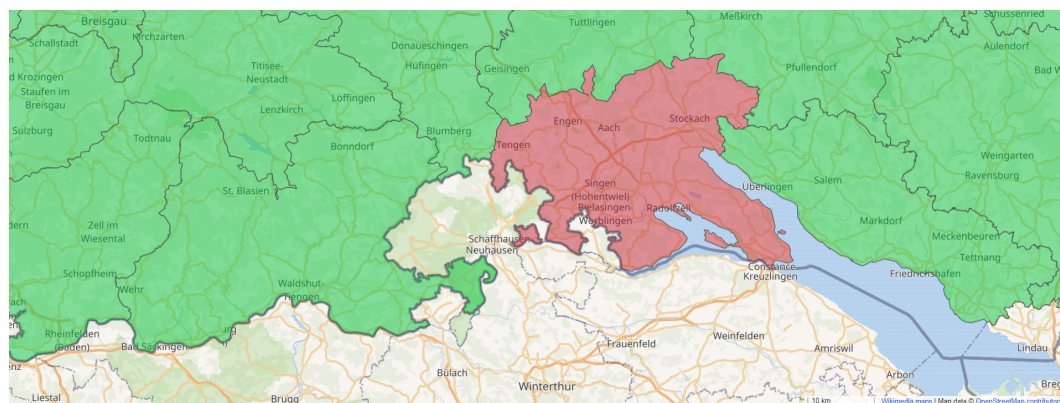 Breisgau
Kirchzarten
Schallstadt
Krozingen
Staufen im
Breisgau
Sulzburg
Todtnau
Titisee-
Neustadt
Lenzkirch
Löffingen
Bonndorf
St. Blasien
Donaueschingen
Hüfingen
Geisingen
Tuttlingen
Meßkirch
Blumberg
Tengen
Engen
Aach
Stockach
Pfullendorf
Schussenried
Aulendorf
Bad W
Zell im
Wiesental
Schopfheim
Wehr
Waldshut-
Tiengen
Singen
(Hohentwiel)
Rielasingen-
Worblingen
Radolfzell
Überlingen
Salem
Weingarten
Ravensburg
Markdorf
Meckenbeuren
Tettnang
Friedrichshafen
Schaffhausen
Neuhausen
Constance
Kreuzlingen
Rheinfelden
(Baden)
Bad Säckingen
Lindau
Weinfelden
Frauenfeld
Amriswil
Arbon
Bülach
Winterthur
Liestal
Brugg
Breg
10 km
Wikimedia maps | Map data © OpenStreetMap contributors